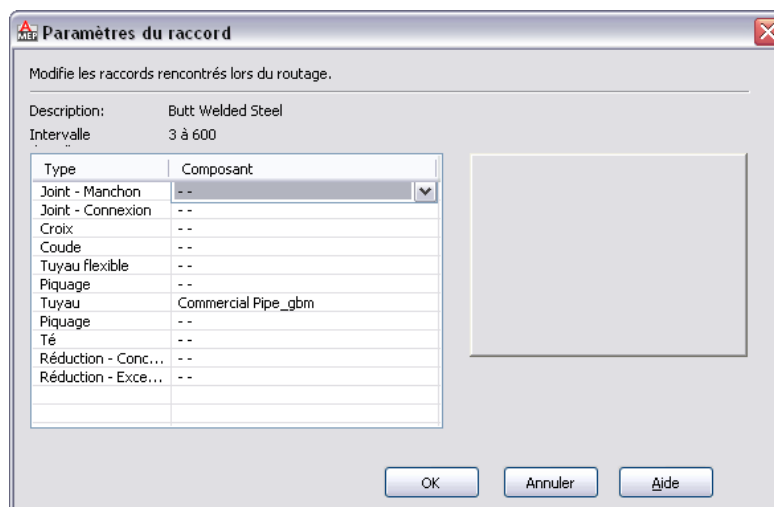 MEP Paramètres du raccord
Modifie les raccords rencontrés lors du routage.
Description: Butt Welded Steel
Intervalle 3 à 600
Type Composant
Joint - Manchon - -
Joint - Connexion - -
Croix - -
Coude - -
Tuyau flexible - -
Piquage - -
Tuyau Commercial Pipe_gbm
Piquage - -
Té - -
Réduction - Conc... - -
Réduction - Exce... - -
OK Annuler Aide